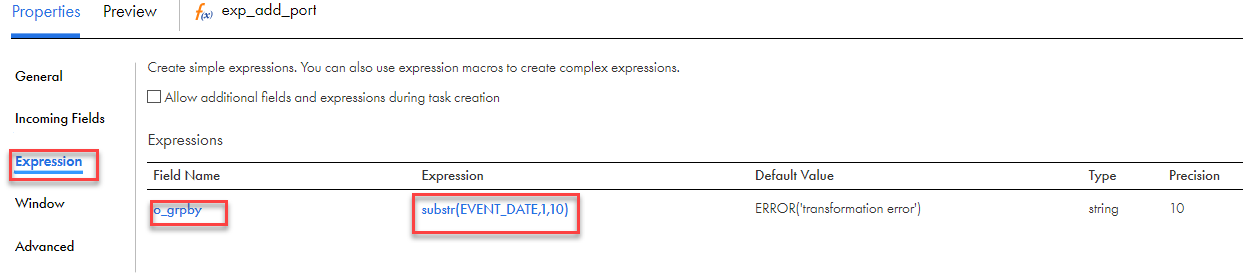 Properties Preview f(x) exp_add_port
General
Incoming Fields
Expression
Window
Advanced
Create simple expressions. You can also use expression macros to create complex expressions.
Allow additional fields and expressions during task creation
Expressions
Field Name Expression Default Value Type Precision
o_grpby substr(EVENT_DATE,1,10) ERROR('transformation error') string 10